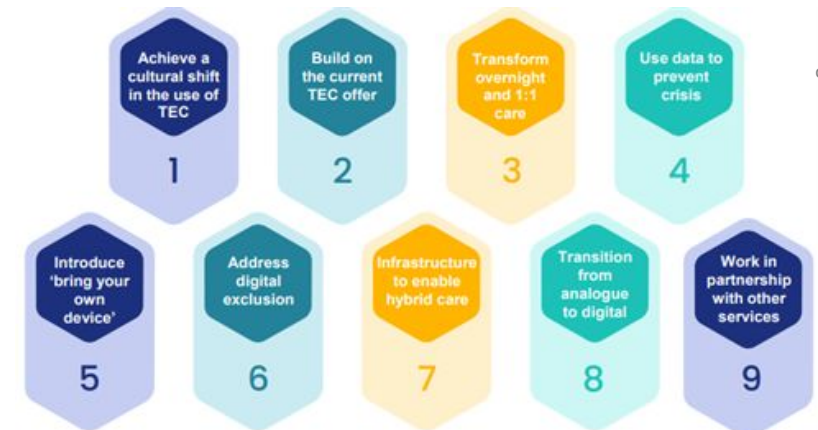 Achieve a
cultural shift
in the use of
TEC
1
Build on
the current
TEC offer
2
Transform
overnight
and 1:1
care
3
Use data to
prevent
crisis
4
Introduce
'bring your
own
device'
5
Address
digital
exclusion
6
Infrastructure
to enable
hybrid care
7
Transition
from
analogue
to digital
8
Work in
partnership
with other
services
9